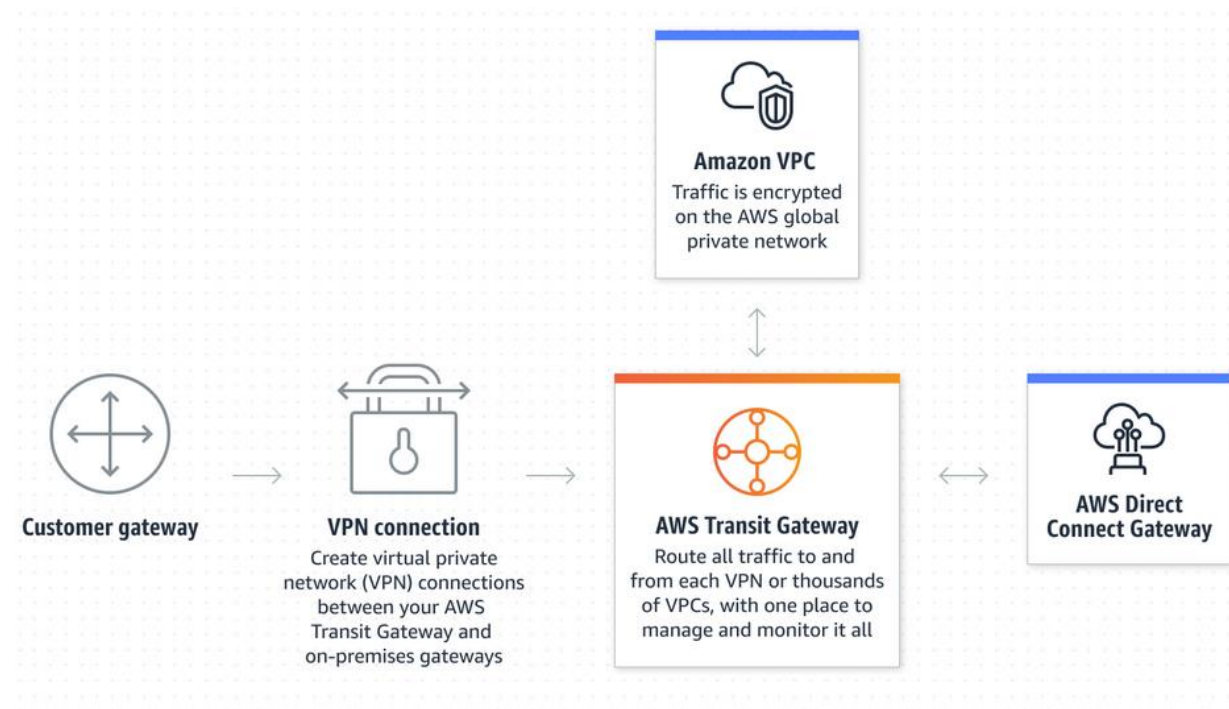 Amazon VPC
Traffic is encrypted
on the AWS global
private network
Customer gateway
VPN connection
Create virtual private
network (VPN) connections
between your AWS
Transit Gateway and
on-premises gateways
AWS Transit Gateway
Route all traffic to and
from each VPN or thousands
of VPCs, with one place to
manage and monitor it all
AWS Direct
Connect Gateway